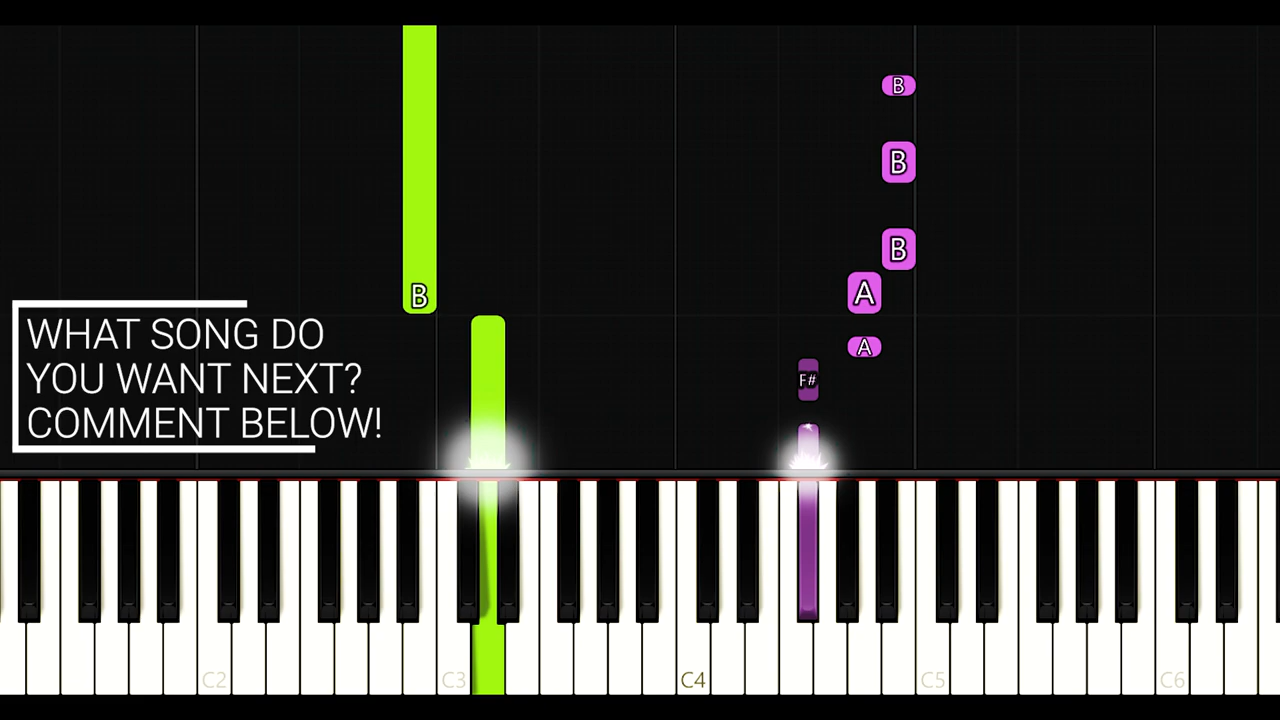 B
B
B
A
A
F#
B
WHAT SONG DO
YOU WANT NEXT?
COMMENT BELOW!
C2
C3
C4
C5
C6